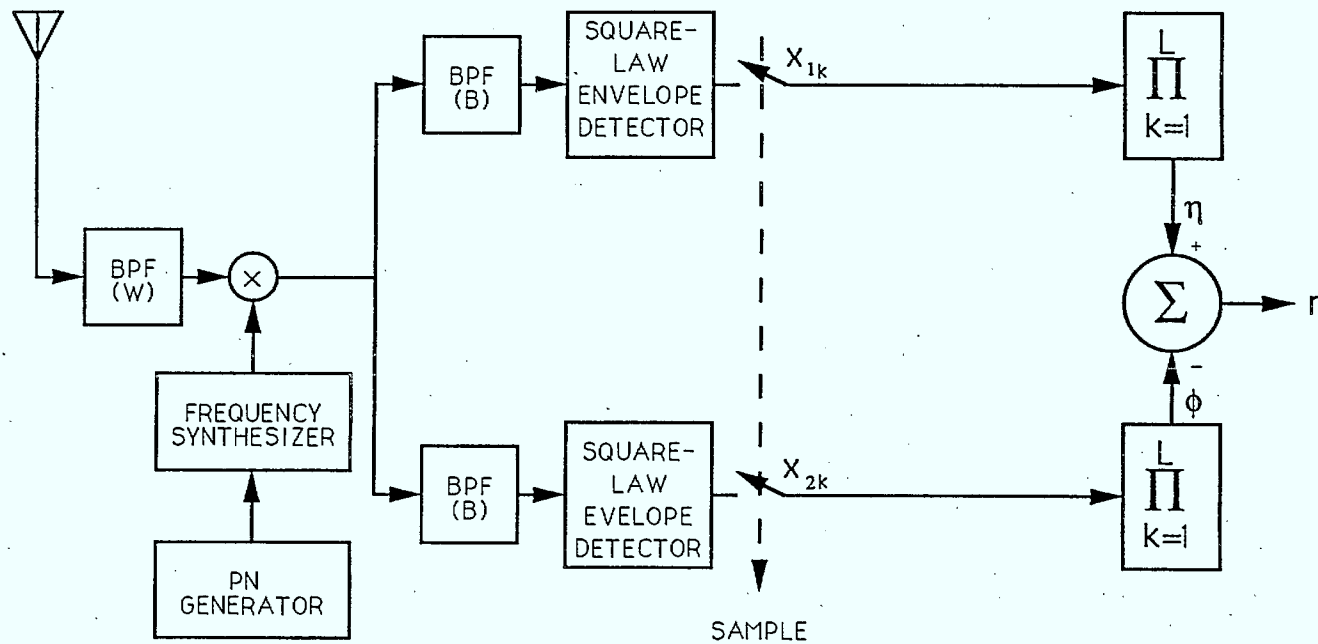 SQUARE-
LAW
ENVELOPE
DETECTOR
BPF
(B)
X1k
L
∏
k=1
η
+
BPF
(W)
×
Σ
r
-
φ
FREQUENCY
SYNTHESIZER
BPF
(B)
SQUARE-
LAW
EVELOPE
DETECTOR
X2k
L
∏
k=1
PN
GENERATOR
SAMPLE